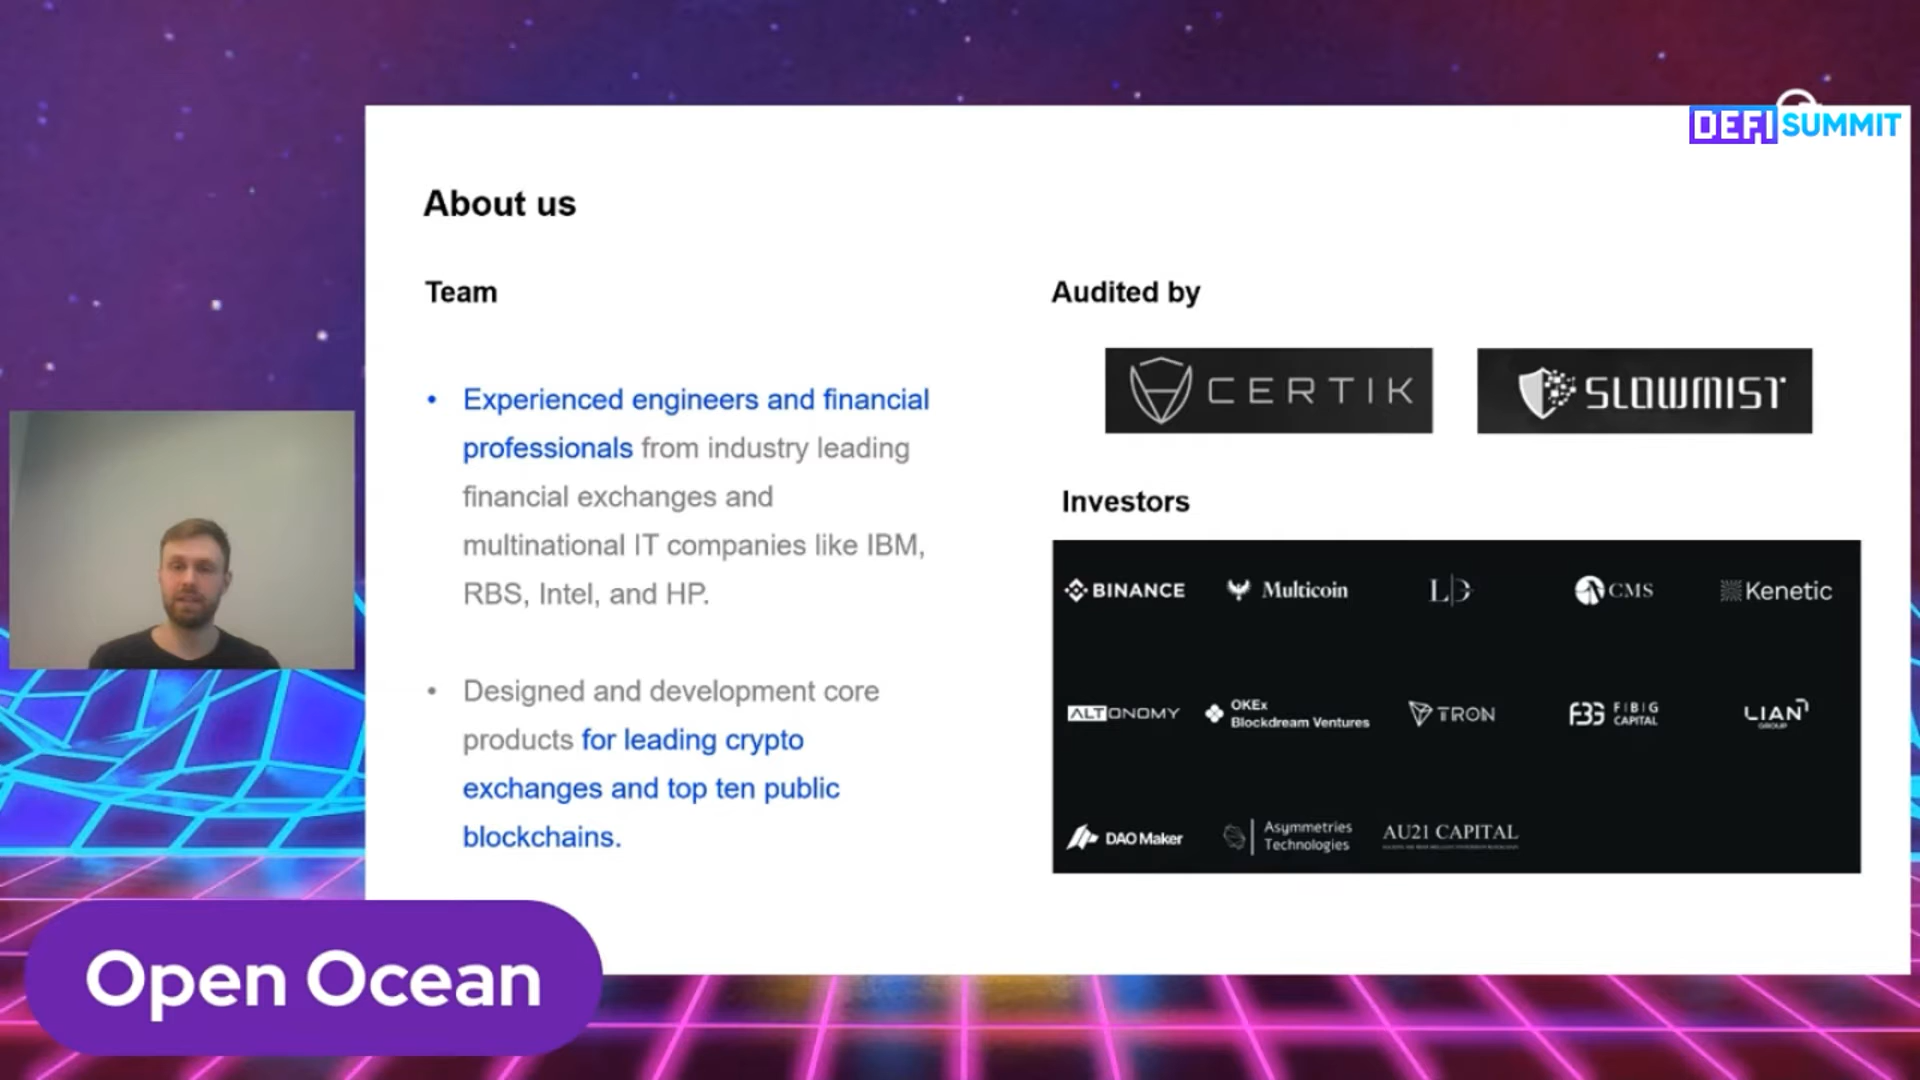 DEFI SUMMIT
About us
Team
• Experienced engineers and financial
professionals from industry leading
financial exchanges and
multinational IT companies like IBM,
RBS, Intel, and HP.
• Designed and development core
products for leading crypto
exchanges and top ten public
blockchains.
Audited by
CERTIK
SLOWMIST
Investors
BINANCE
Multicoin
LD
CMS
Kenetic
ALTONOMY
OKEx
Blockdream Ventures
TRON
FBG
FIBIG
CAPITAL
LIAN
GROUP
DAO Maker
Asymmetries
Technologies
AU21 CAPITAL
Open Ocean